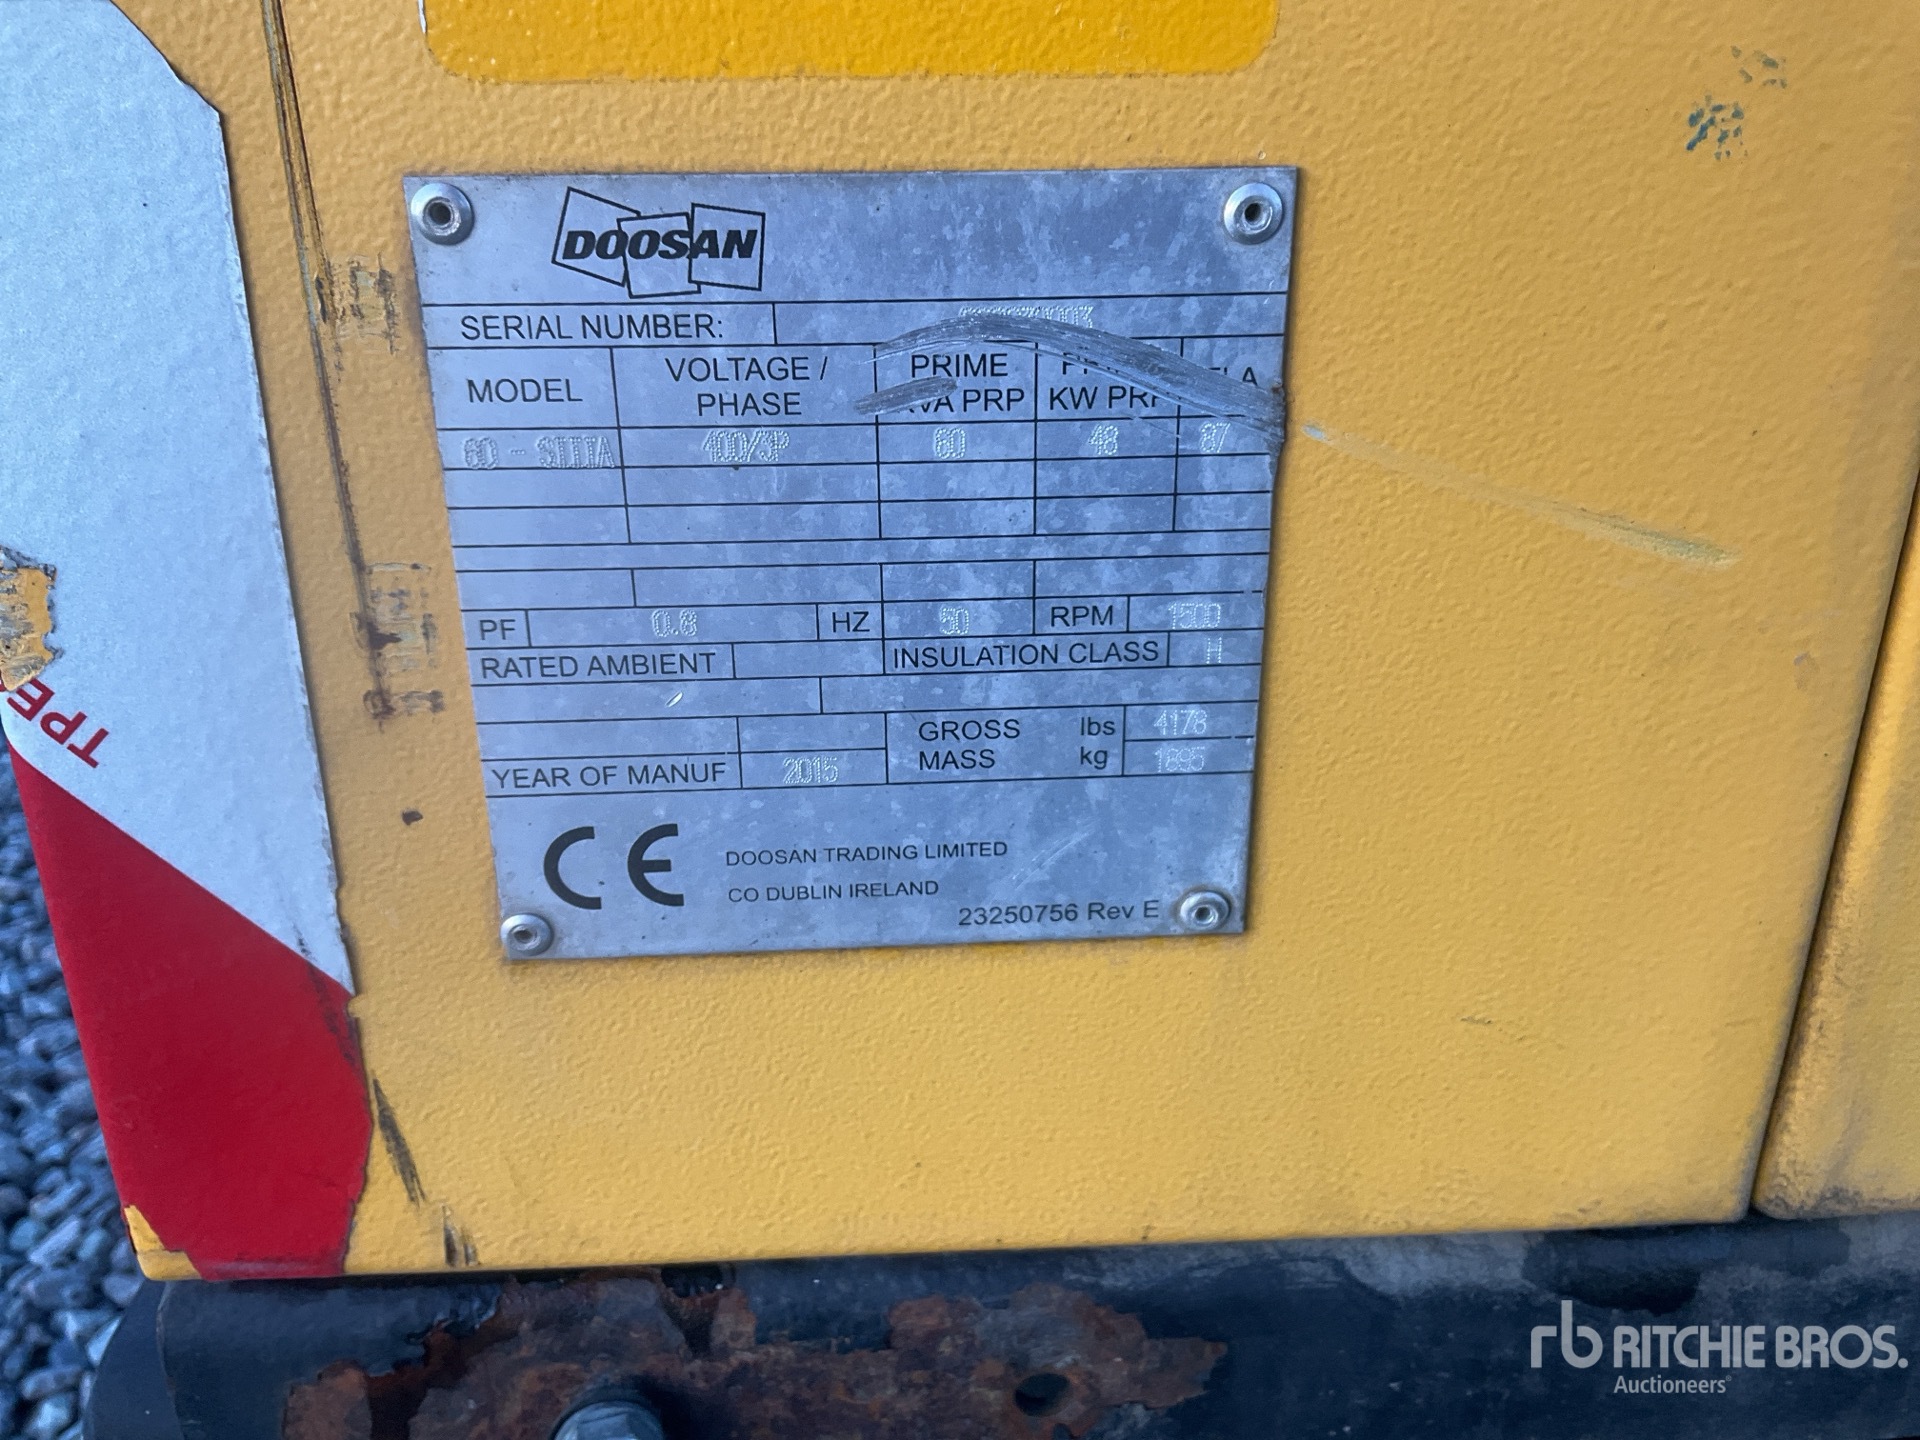 DOOSAN
SERIAL NUMBER:
MODEL VOLTAGE / PHASE PRIME PRP KW
60 - SIIIA 400/3P 60 48 87
PF 0.8 HZ 50 RPM 1500
RATED AMBIENT INSULATION CLASS H
GROSS MASS lbs 4178
kg 1895
YEAR OF MANUF 2015
CE DOOSAN TRADING LIMITED
CO DUBLIN IRELAND
23250756 Rev E
rb RITCHIE BROS.
Auctioneers